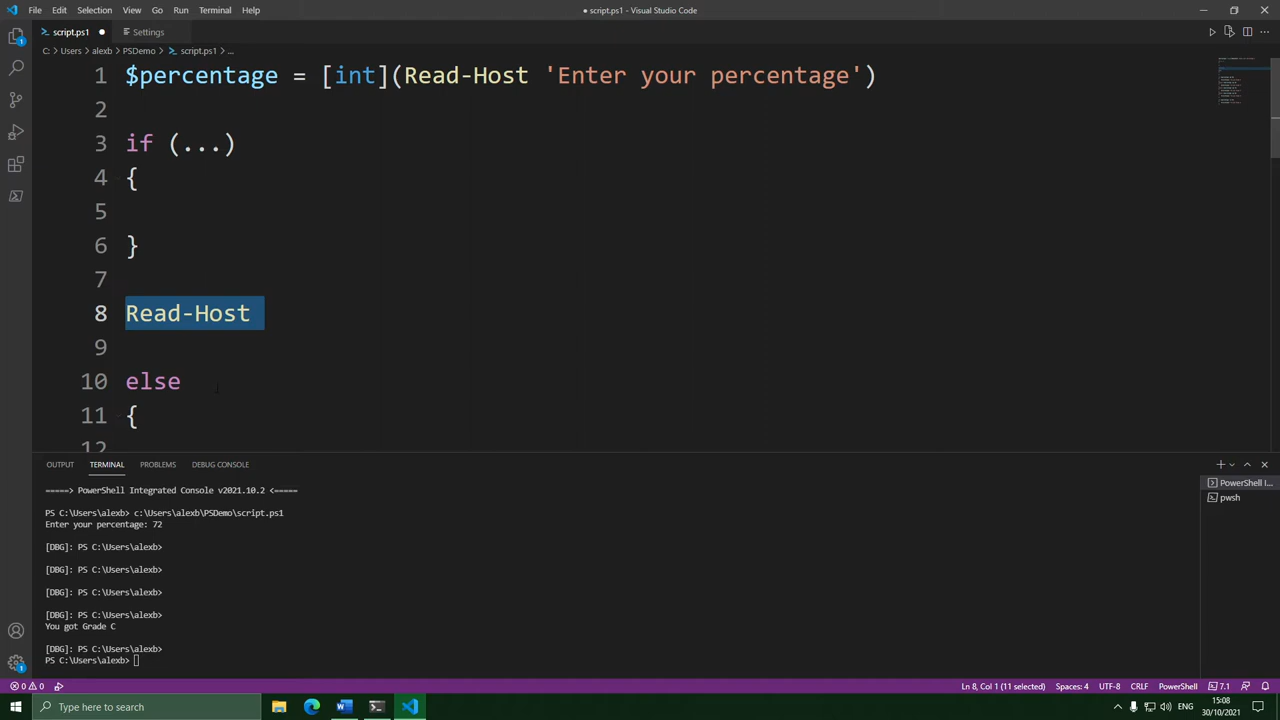 File Edit Selection View Go Run Terminal Help
● script.ps1 - Visual Studio Code
script.ps1 ● Settings
C: > Users > alexb > PSDemo > script.ps1 > ...
1 $percentage = [int](Read-Host 'Enter your percentage')
2
3 if (...)
4 {
5
6 }
7
8 Read-Host
9
10 else
11 {
12
OUTPUT TERMINAL PROBLEMS DEBUG CONSOLE
=====> PowerShell Integrated Console v2021.10.2 <=====
PS C:\Users\alexb> c:\Users\alexb\PSDemo\script.ps1
Enter your percentage: 72
[DBG]: PS C:\Users\alexb>
[DBG]: PS C:\Users\alexb>
[DBG]: PS C:\Users\alexb>
[DBG]: PS C:\Users\alexb>
You got Grade C
[DBG]: PS C:\Users\alexb>
PS C:\Users\alexb>
PowerShell I...
pwsh
0 0
Ln 8, Col 1 (11 selected) Spaces: 4 UTF-8 CRLF PowerShell 7.1
Type here to search
ENG
15:08
30/10/2021